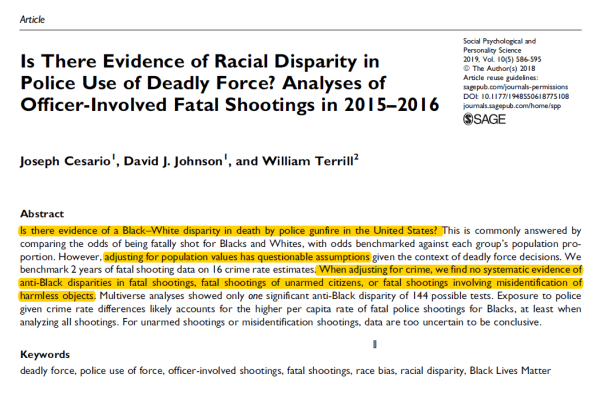 Article
Is There Evidence of Racial Disparity in
Police Use of Deadly Force? Analyses of
Officer-Involved Fatal Shootings in 2015–2016
Social Psychological and
Personality Science
2019, Vol. 10(5) 586-595
© The Author(s) 2018
Article reuse guidelines:
sagepub.com/journals-permissions
DOI: 10.1177/1948550618775108
journals.sagepub.com/home/spp
SAGE
Joseph Cesario1, David J. Johnson1, and William Terrill2
Abstract
Is there evidence of a Black–White disparity in death by police gunfire in the United States? This is commonly answered by
comparing the odds of being fatally shot for Blacks and Whites, with odds benchmarked against each group's population pro-
portion. However, adjusting for population values has questionable assumptions given the context of deadly force decisions. We
benchmark 2 years of fatal shooting data on 16 crime rate estimates. When adjusting for crime, we find no systematic evidence of
anti-Black disparities in fatal shootings, fatal shootings of unarmed citizens, or fatal shootings involving misidentification of
harmless objects. Multiverse analyses showed only one significant anti-Black disparity of 144 possible tests. Exposure to police
given crime rate differences likely accounts for the higher per capita rate of fatal police shootings for Blacks, at least when
analyzing all shootings. For unarmed shootings or misidentification shootings, data are too uncertain to be conclusive.
Keywords
deadly force, police use of force, officer-involved shootings, fatal shootings, race bias, racial disparity, Black Lives Matter